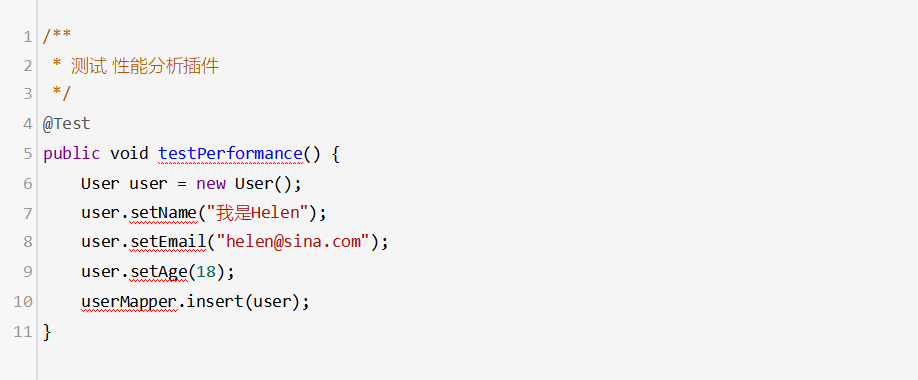 1 /**
2  * 测试 性能分析插件
3  */
4 @Test
5 public void testPerformance() {
6     User user = new User();
7     user.setName("我是Helen");
8     user.setEmail("helen@sina.com");
9     user.setAge(18);
10     userMapper.insert(user);
11 }